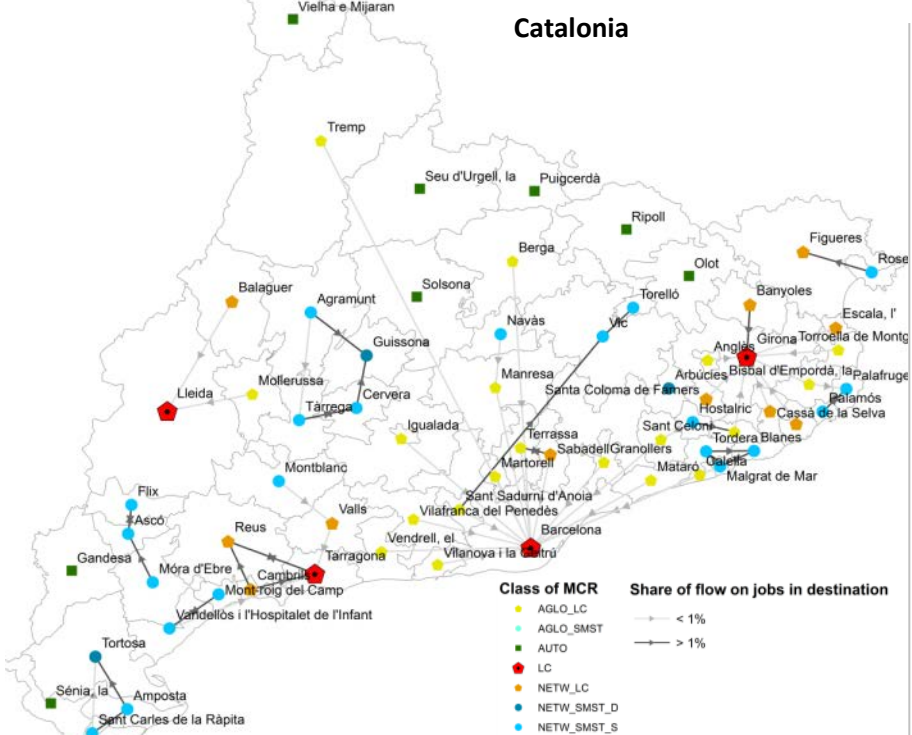 Vielha e Mijaran
Catalonia
Tremp
Seu d'Urgell, la
Puigcerdà
Ripoll
Figueres
Berga
Olot
Rose
Solsona
Balaguer
Agramunt
Torelló
Banyoles
Escala, l'
Navàs
Vic
Guissona
Anglès
Girona
Torroella de Montg
Arbúcies
Bisbal d'Empordà, la
Palafruge
Lleida
Mollerussa
Manresa
Santa Coloma de Farners
Palamós
Tàrrega
Cervera
Hostalric
Cassà de la Selva
Igualada
Terrassa
Sant Celoni
Tordera
Blanes
Sabadell
Granollers
Montblanc
Martorell
Mataró
Calella
Malgrat de Mar
Flix
Sant Sadurní d'Anoia
Ascó
Valls
Vilafranca del Penedès
Reus
Barcelona
Gandesa
Tarragona
Vendrell, el
Vilanova i la Geltrú
Móra d'Ebre
Cambrils
Mont-roig del Camp
Vandellòs i l'Hospitalet de l'Infant
Tortosa
Sénia, la
Amposta
Sant Carles de la Ràpita
Class of MCR
AGLO_LC
AGLO_SMST
AUTO
LC
NETW_LC
NETW_SMST_D
NETW_SMST_S
Share of flow on jobs in destination
< 1%
> 1%